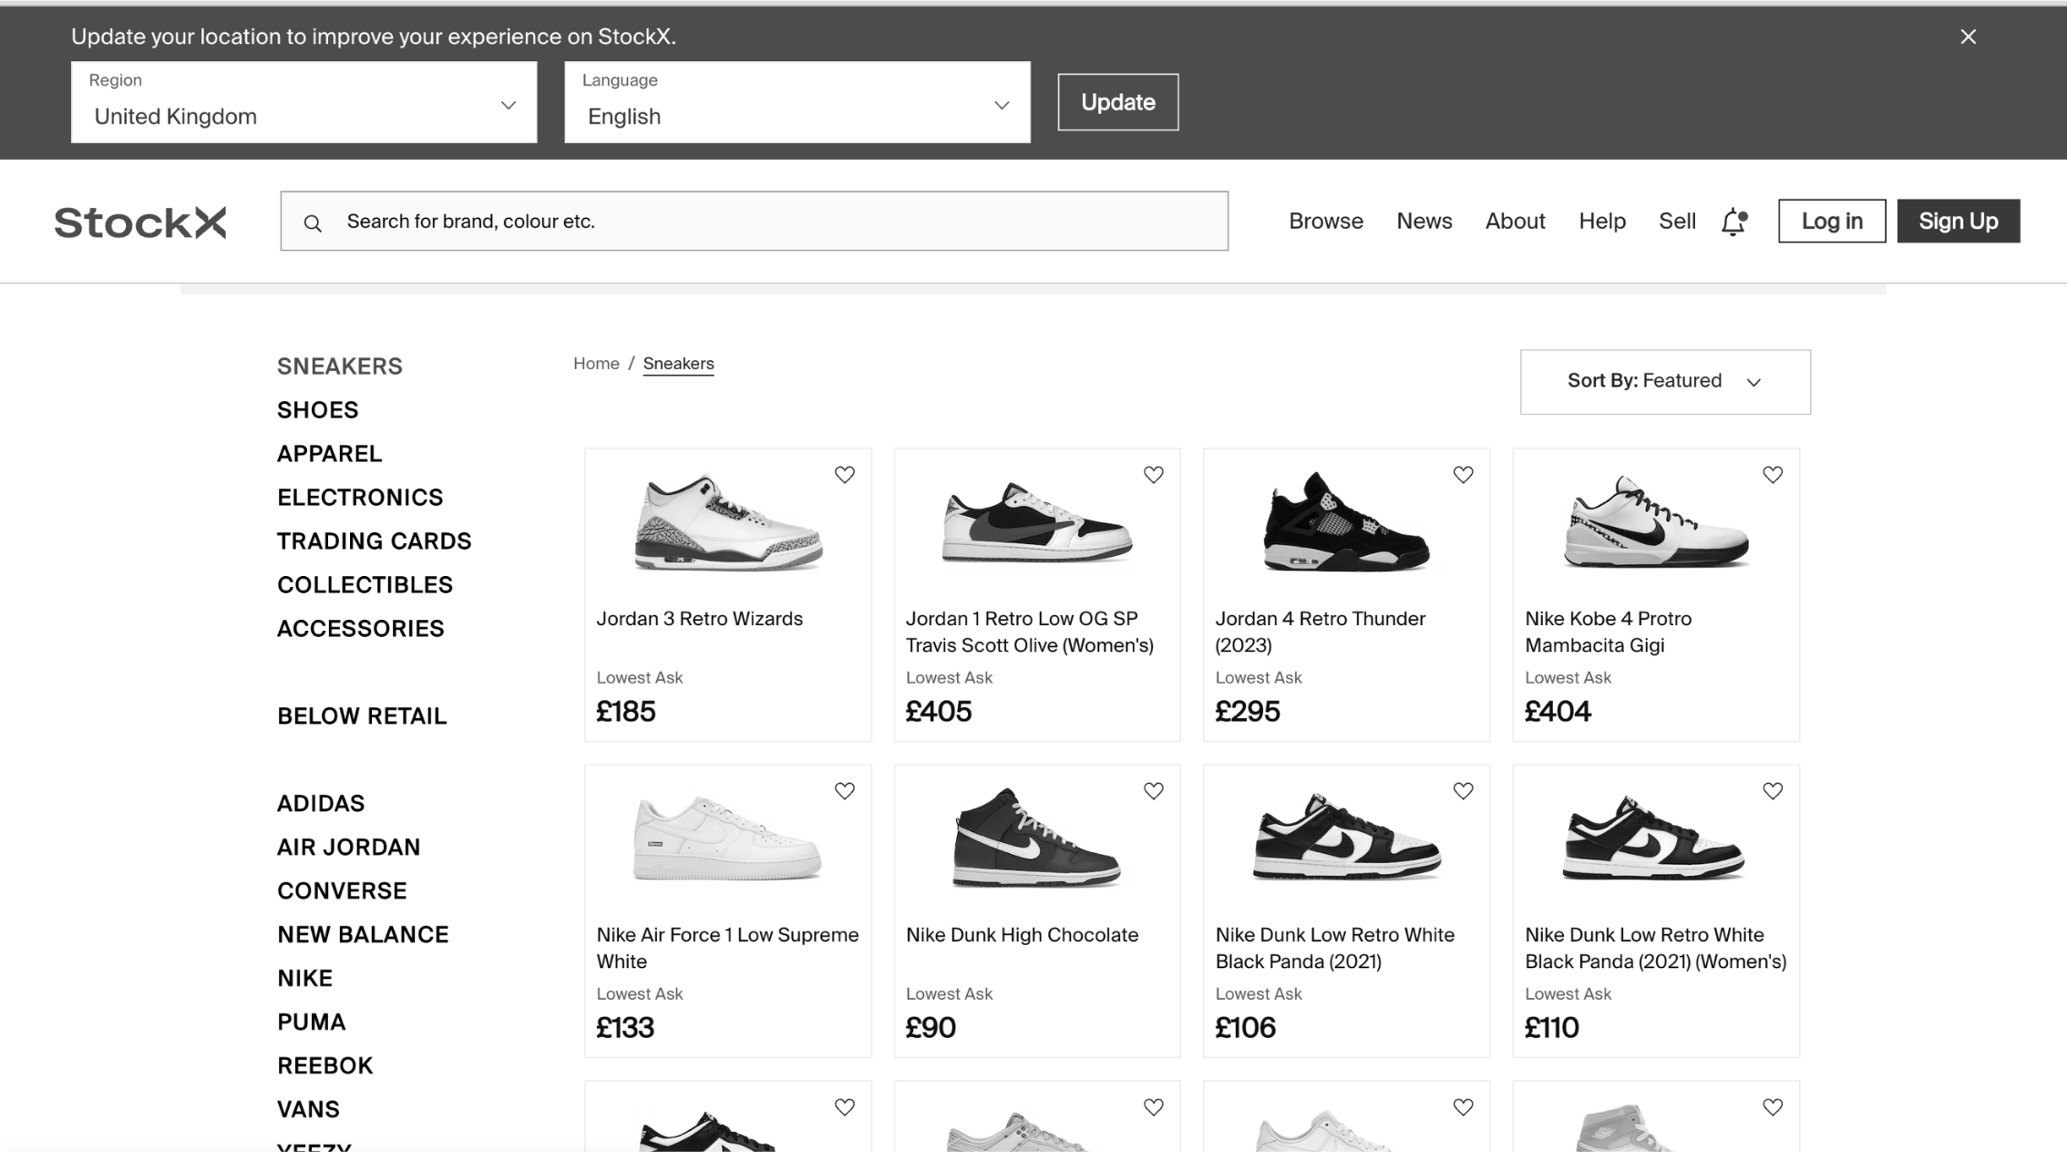 Update your location to improve your experience on StockX.
Region
United Kingdom
Language
English
Update
StockX
Search for brand, colour etc.
Browse
News
About
Help
Sell
Log in
Sign Up
SNEAKERS
SHOES
APPAREL
ELECTRONICS
TRADING CARDS
COLLECTIBLES
ACCESSORIES
BELOW RETAIL
ADIDAS
AIR JORDAN
CONVERSE
NEW BALANCE
NIKE
PUMA
REEBOK
VANS
YEEZY
Home / Sneakers
Sort By: Featured
Jordan 3 Retro Wizards
Lowest Ask
£185
Jordan 1 Retro Low OG SP
Travis Scott Olive (Women's)
Lowest Ask
£405
Jordan 4 Retro Thunder
(2023)
Lowest Ask
£295
Nike Kobe 4 Protro
Mambacita Gigi
Lowest Ask
£404
Nike Air Force 1 Low Supreme
White
Lowest Ask
£133
Nike Dunk High Chocolate
Lowest Ask
£90
Nike Dunk Low Retro White
Black Panda (2021)
Lowest Ask
£106
Nike Dunk Low Retro White
Black Panda (2021) (Women's)
Lowest Ask
£110